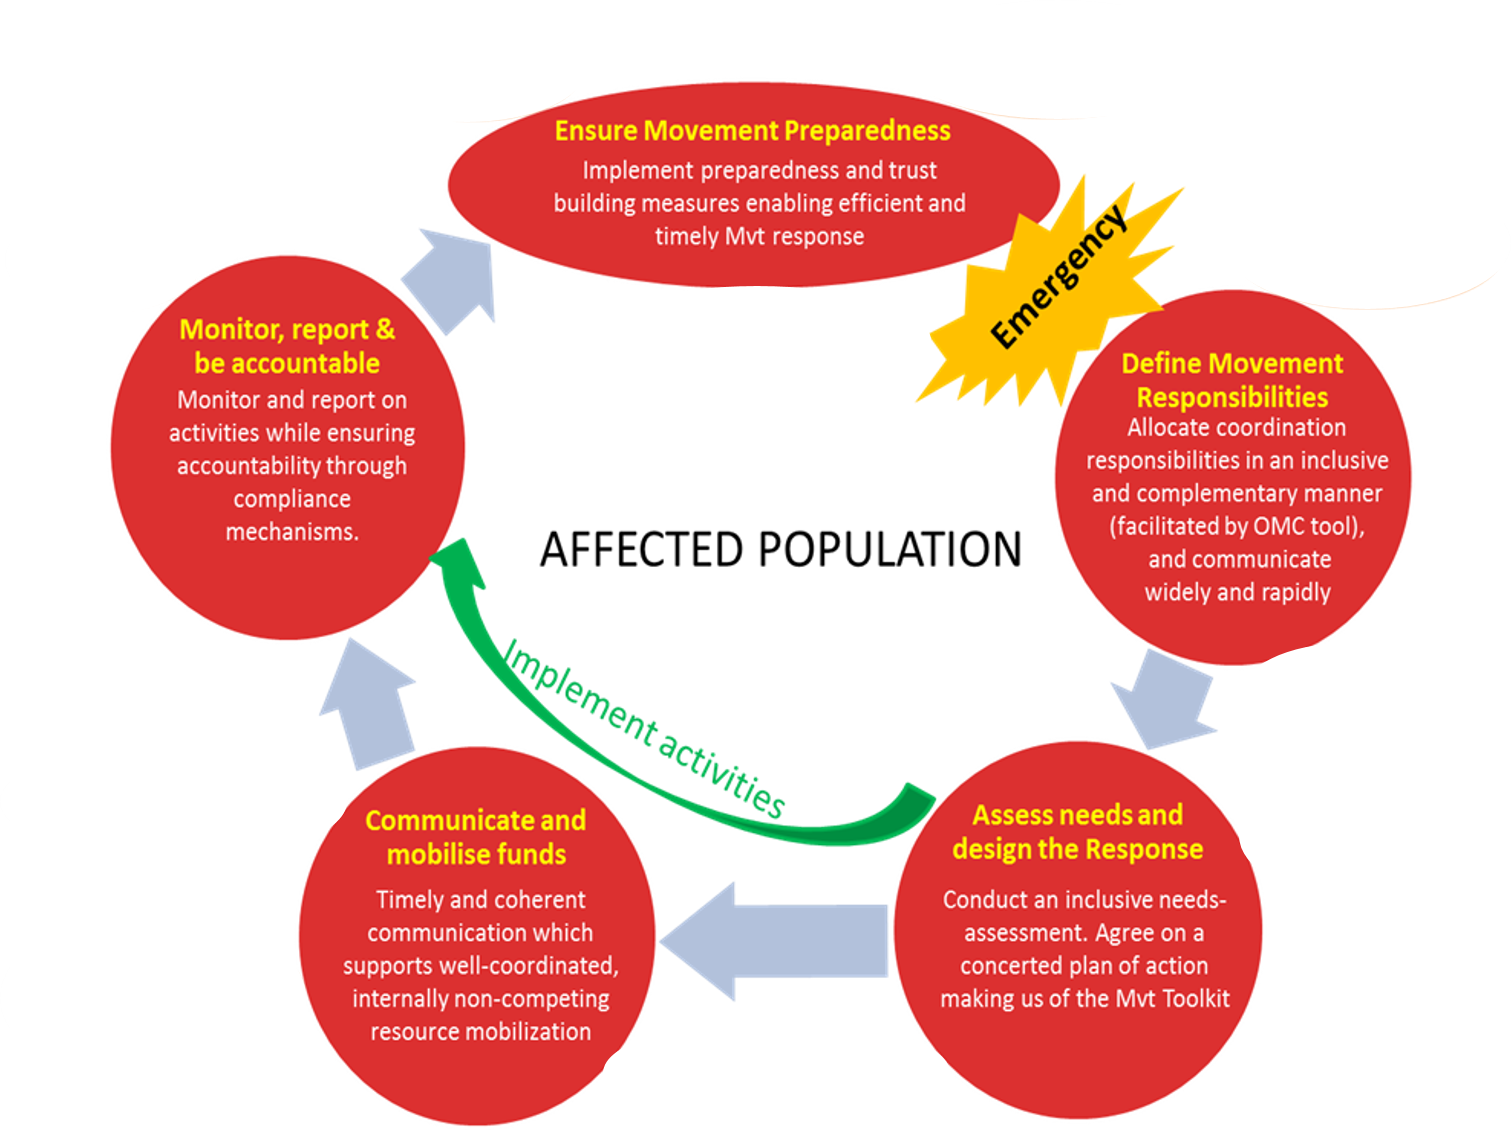 Ensure Movement Preparedness
Implement preparedness and trust
building measures enabling efficient and
timely Mvt response
Emergency
Define Movement
Responsibilities
Allocate coordination
responsibilities in an inclusive
and complementary manner
(facilitated by OMC tool),
and communicate
widely and rapidly
Assess needs and
design the Response
Conduct an inclusive needs-
assessment. Agree on a
concerted plan of action
making us of the Mvt Toolkit
Communicate and
mobilise funds
Timely and coherent
communication which
supports well-coordinated,
internally non-competing
resource mobilization
Monitor, report &
be accountable
Monitor and report on
activities while ensuring
accountability through
compliance
mechanisms.
AFFECTED POPULATION
Implement activities